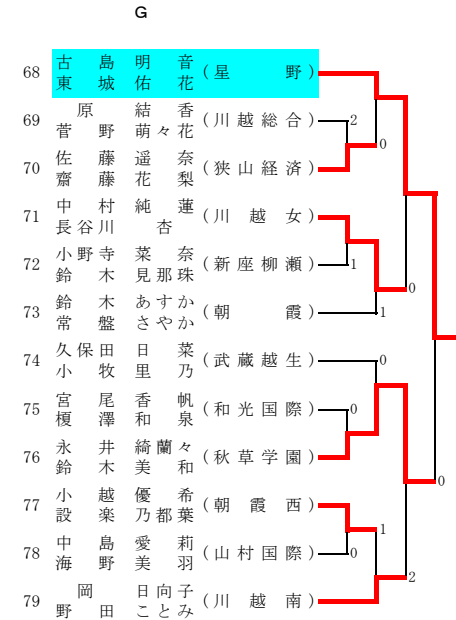 G
68 古島明音 (星野)
東城佑花
69 原結香 (川越総合) 2
菅野萌々花
0
70 佐藤遥奈 (狭山経済)
齋藤花梨
71 中村純蓮 (川越女)
長谷川杏
72 小野寺菜奈 (新座柳瀬) 1
鈴木見那珠
0
73 鈴木あすか (朝霞) 1
常盤さやか
74 久保田日菜 (武蔵越生) 0
小牧里乃
75 宮尾香帆 (和光国際) 0
榎澤和泉
76 永井綺蘭々 (秋草学園)
鈴木美和
0
77 小越優希 (朝霞西)
設楽乃都葉
1
78 中島愛莉 (山村国際) 0
海野美羽
2
79 岡日向子 (川越南)
野田ことみ